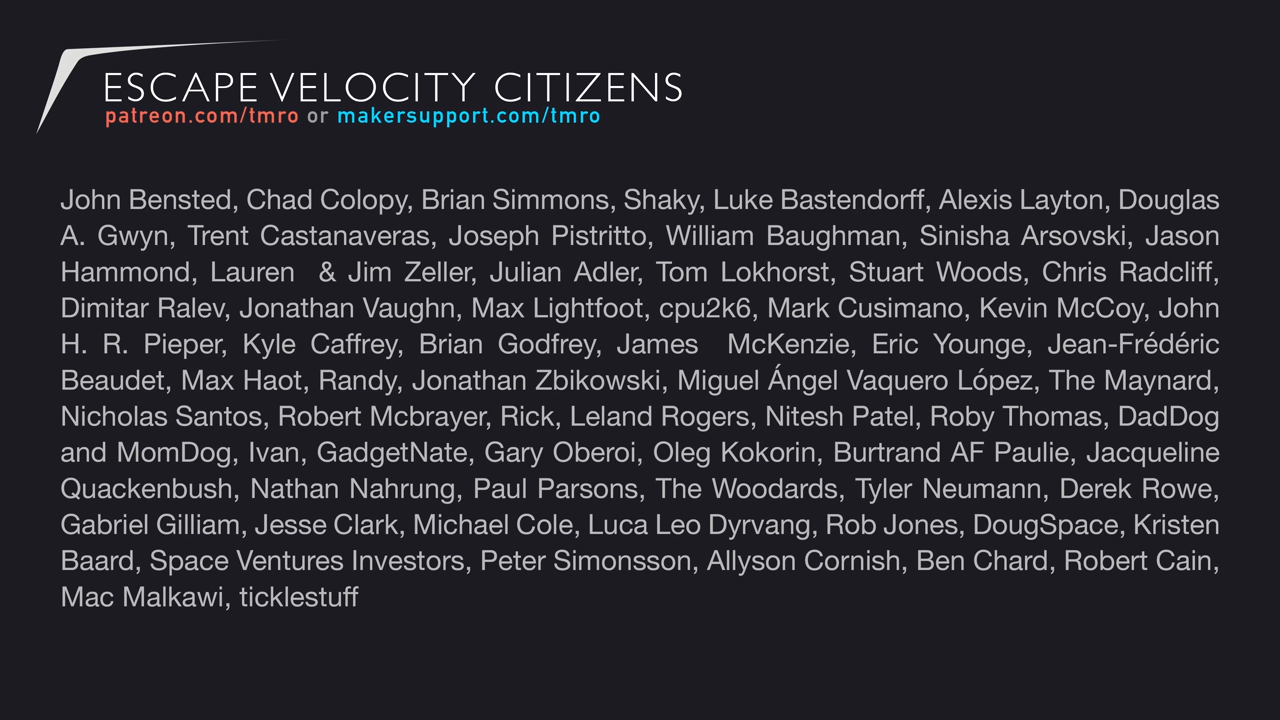 ESCAPE VELOCITY CITIZENS
patreon.com/tmro or makersupport.com/tmro
John Bensted, Chad Colopy, Brian Simmons, Shaky, Luke Bastendorff, Alexis Layton, Douglas
A. Gwyn, Trent Castanaveras, Joseph Pistritto, William Baughman, Sinisha Arsovski, Jason
Hammond, Lauren & Jim Zeller, Julian Adler, Tom Lokhorst, Stuart Woods, Chris Radcliff,
Dimitar Ralev, Jonathan Vaughn, Max Lightfoot, cpu2k6, Mark Cusimano, Kevin McCoy, John
H. R. Pieper, Kyle Caffrey, Brian Godfrey, James McKenzie, Eric Younge, Jean-Frédéric
Beaudet, Max Haot, Randy, Jonathan Zbikowski, Miguel Ángel Vaquero López, The Maynard,
Nicholas Santos, Robert Mcbrayer, Rick, Leland Rogers, Nitesh Patel, Roby Thomas, DadDog
and MomDog, Ivan, GadgetNate, Gary Oberoi, Oleg Kokorin, Burtrand AF Paulie, Jacqueline
Quackenbush, Nathan Nahrung, Paul Parsons, The Woodards, Tyler Neumann, Derek Rowe,
Gabriel Gilliam, Jesse Clark, Michael Cole, Luca Leo Dyrvang, Rob Jones, DougSpace, Kristen
Baard, Space Ventures Investors, Peter Simonsson, Allyson Cornish, Ben Chard, Robert Cain,
Mac Malkawi, ticklestuff